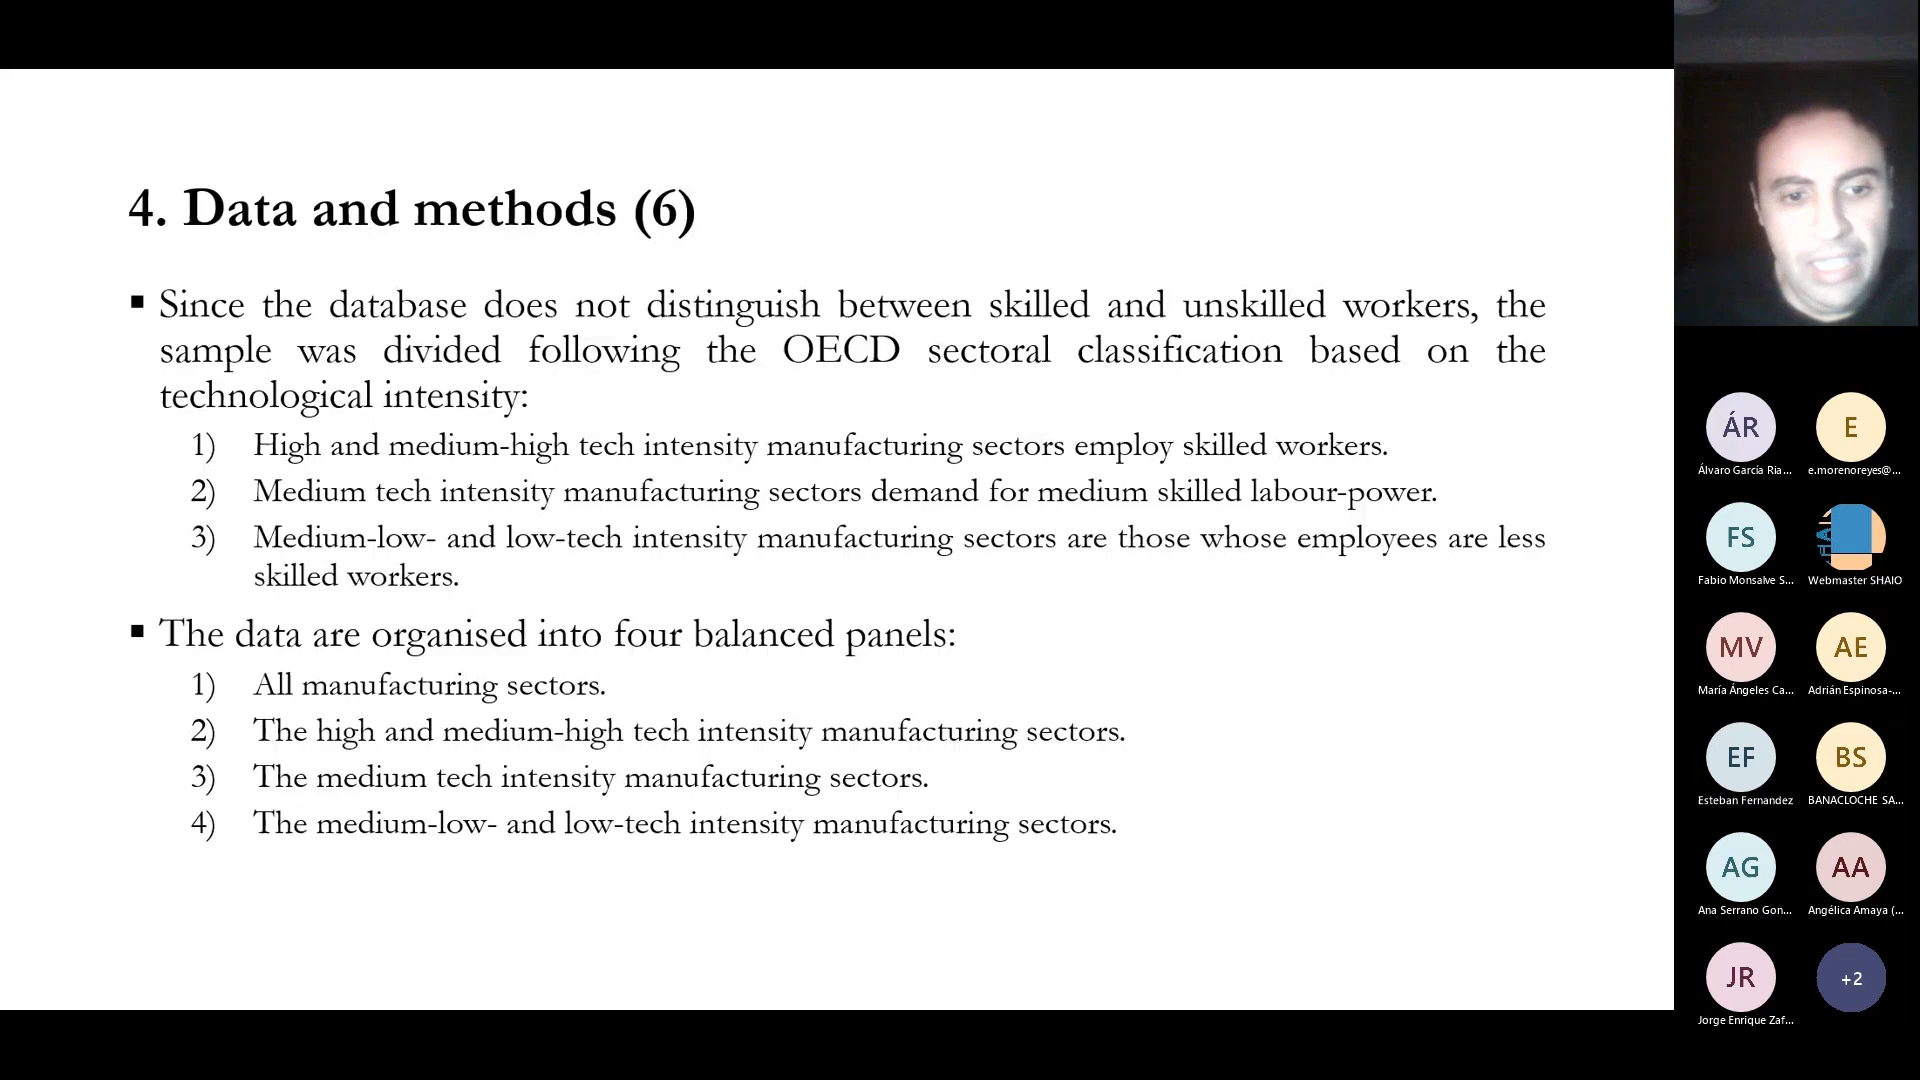 4. Data and methods (6)
▪ Since the database does not distinguish between skilled and unskilled workers, the
sample was divided following the OECD sectoral classification based on the
technological intensity:
1) High and medium-high tech intensity manufacturing sectors employ skilled workers.
2) Medium tech intensity manufacturing sectors demand for medium skilled labour-power.
3) Medium-low- and low-tech intensity manufacturing sectors are those whose employees are less
skilled workers.
▪ The data are organised into four balanced panels:
1) All manufacturing sectors.
2) The high and medium-high tech intensity manufacturing sectors.
3) The medium tech intensity manufacturing sectors.
4) The medium-low- and low-tech intensity manufacturing sectors.
ÁR
Álvaro García Ria...
E
e.morenoreyes@...
FS
Fabio Monsalve S...
Webmaster SHAIO
MV
María Ángeles Ca...
AE
Adrián Espinosa-...
EF
Esteban Fernandez
BS
BANACLOCHE SA...
AG
Ana Serrano Gon...
AA
Angélica Amaya (...
JR
Jorge Enrique Zaf...
+2